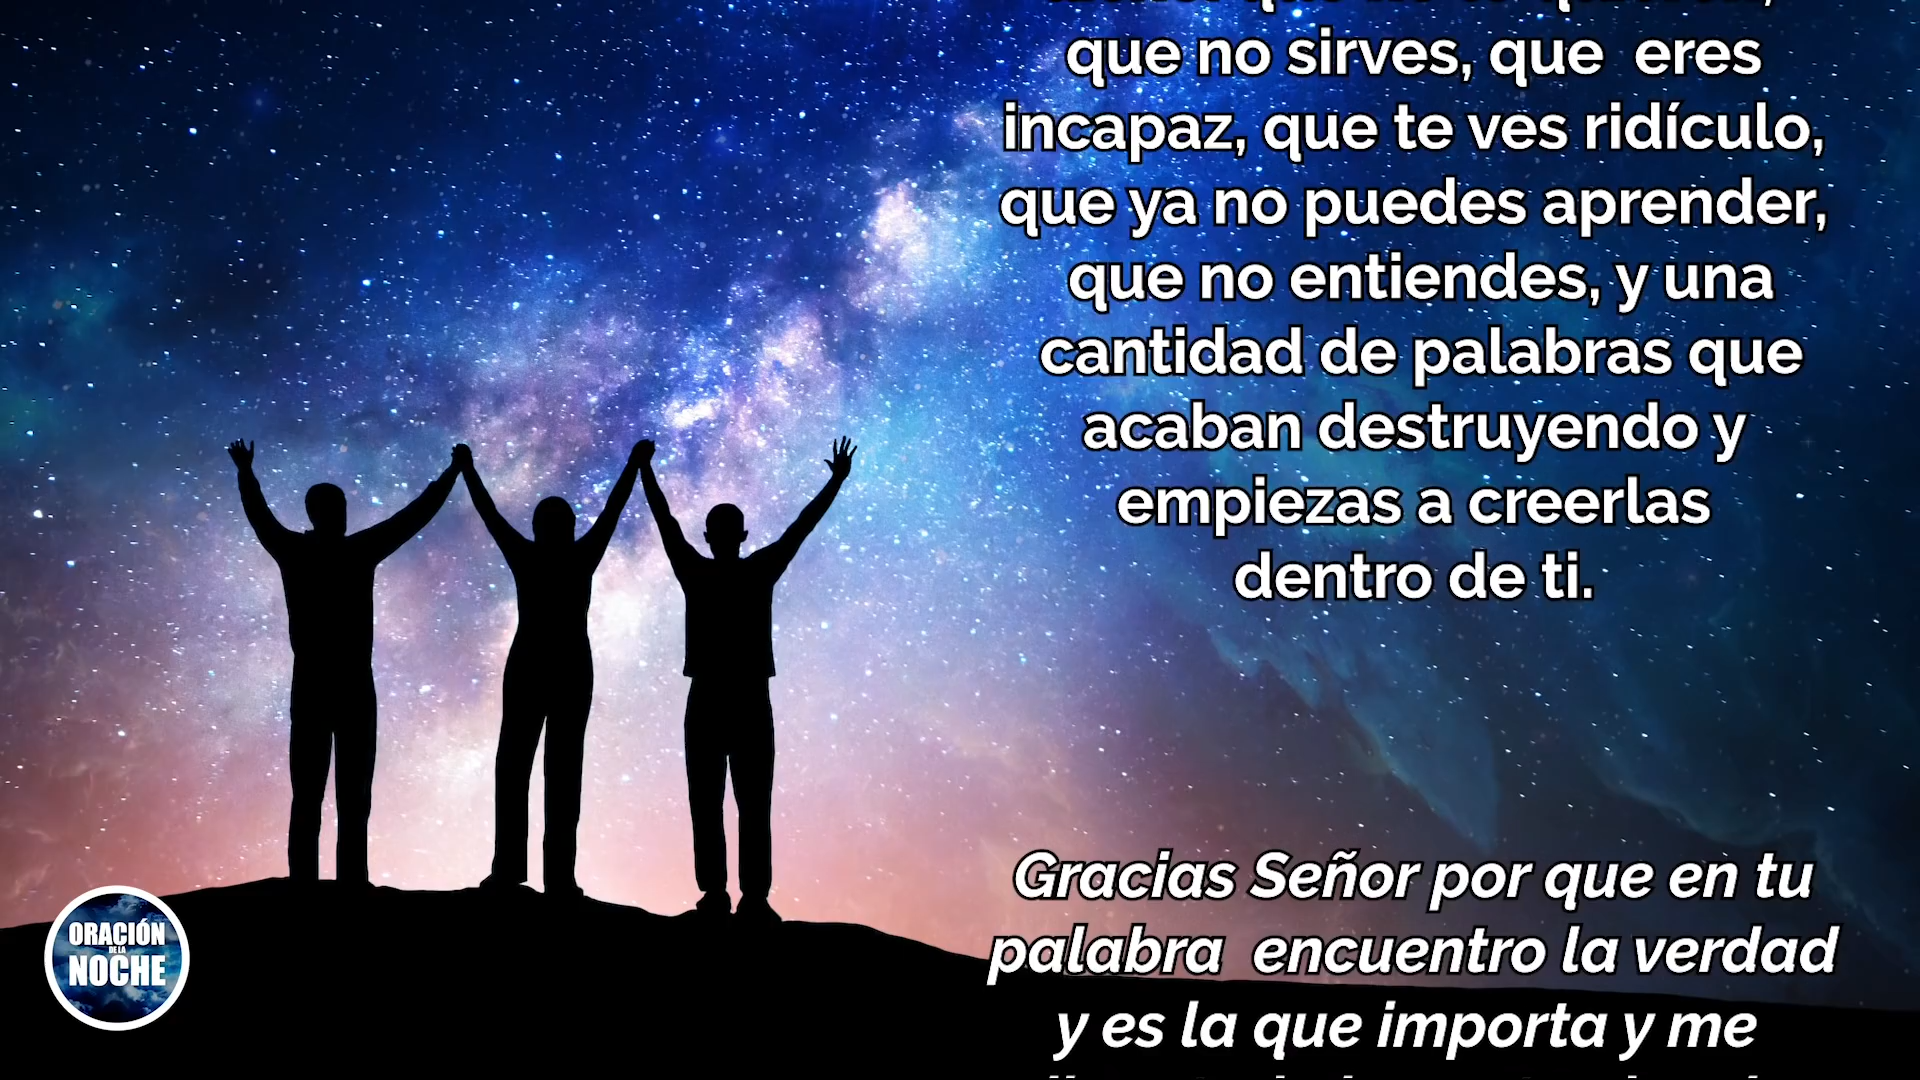 que no sirves, que  eres
incapaz, que te ves ridículo,
que ya no puedes aprender,
que no entiendes, y una
cantidad de palabras que
acaban destruyendo y
empiezas a creerlas
dentro de ti.
Gracias Señor por que en tu
palabra  encuentro la verdad
y es la que importa y me
ORACIÓN
DE LA
NOCHE